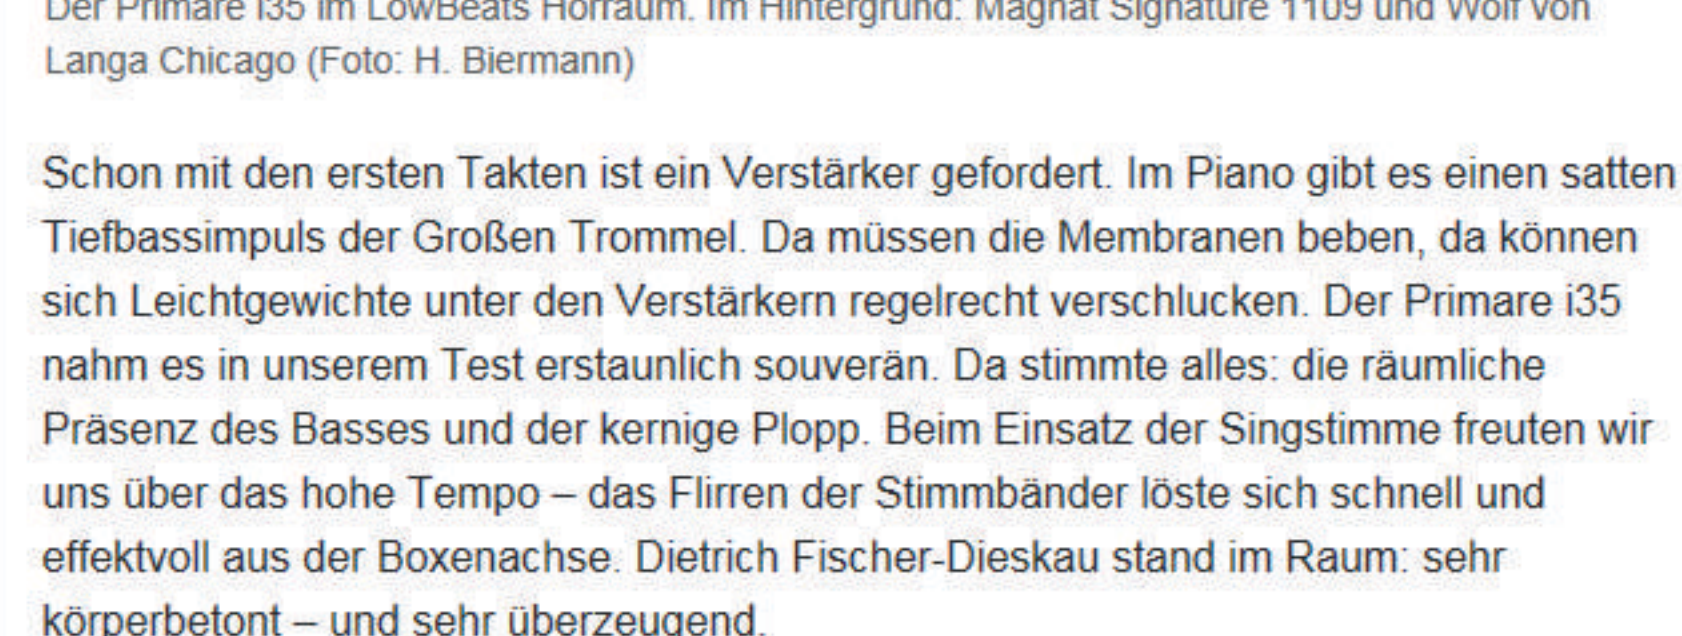 Der Primare i35 im LowBeats Hörraum. Im Hintergrund: Magnat Signature 1109 und Wolf von
Langa Chicago (Foto: H. Biermann)
Schon mit den ersten Takten ist ein Verstärker gefordert. Im Piano gibt es einen satten
Tiefbassimpuls der Großen Trommel. Da müssen die Membranen beben, da können
sich Leichtgewichte unter den Verstärkern regelrecht verschlucken. Der Primare i35
nahm es in unserem Test erstaunlich souverän. Da stimmte alles: die räumliche
Präsenz des Basses und der kernige Plopp. Beim Einsatz der Singstimme freuten wir
uns über das hohe Tempo – das Flirren der Stimmbänder löste sich schnell und
effektvoll aus der Boxenachse. Dietrich Fischer-Dieskau stand im Raum: sehr
körperbetont – und sehr überzeugend.